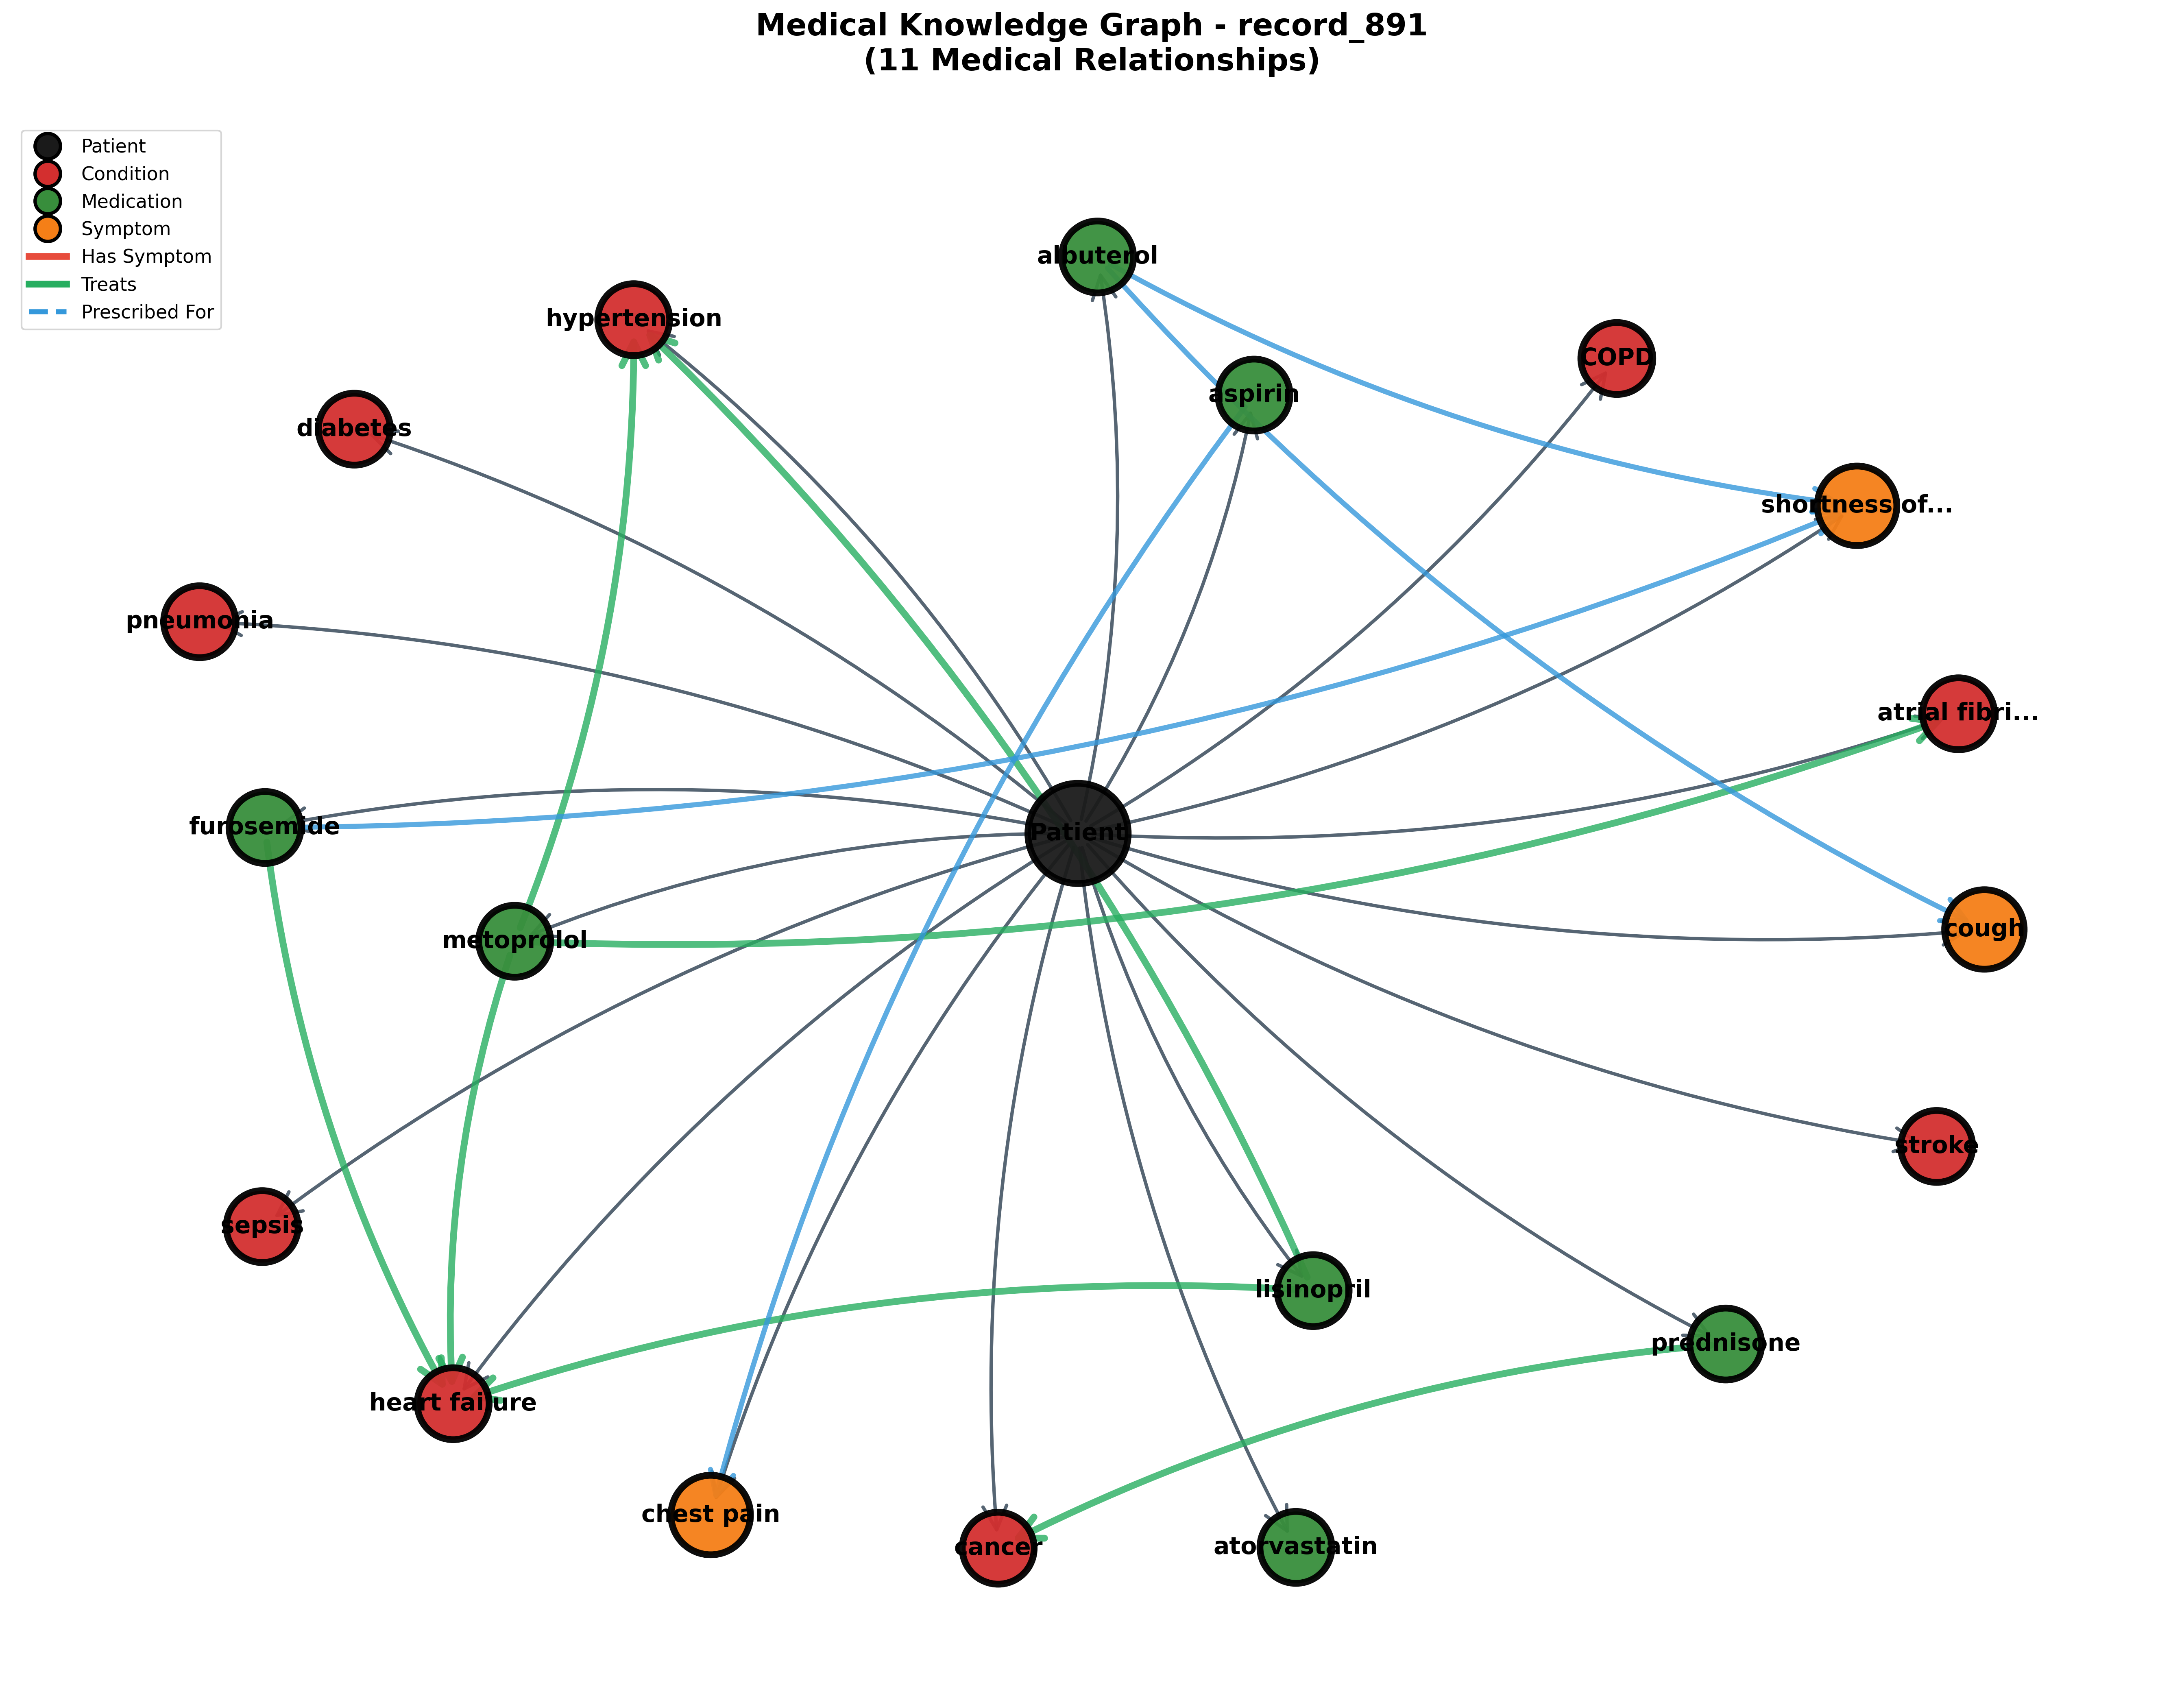 Medical Knowledge Graph - record_891
(11 Medical Relationships)
Patient
Condition
Medication
Symptom
Has Symptom
Treats
Prescribed For
albuterol
hypertension
COPD
aspirin
diabetes
shortness of...
pneumonia
atrial fibri...
furosemide
Patient
cough
metoprolol
stroke
sepsis
lisinopril
prednisone
heart failure
chest pain
cancer
atorvastatin